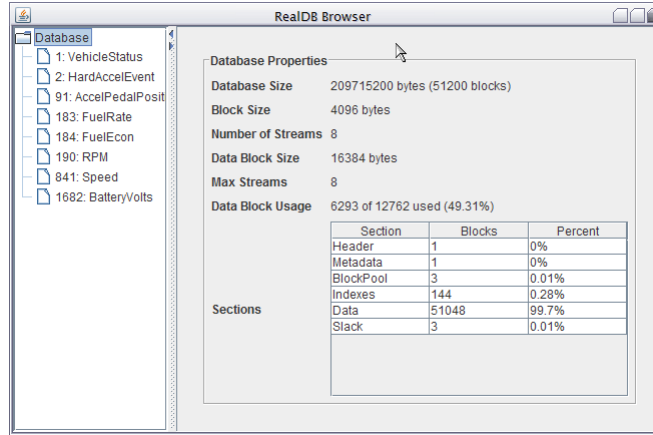 RealDB Browser
Database
1: VehicleStatus
2: HardAccelEvent
91: AccelPedalPosit
183: FuelRate
184: FuelEcon
190: RPM
841: Speed
1682: BatteryVolts
Database Properties
Database Size 209715200 bytes (51200 blocks)
Block Size 4096 bytes
Number of Streams 8
Data Block Size 16384 bytes
Max Streams 8
Data Block Usage 6293 of 12762 used (49.31%)
Sections
Section Blocks Percent
Header 1 0%
Metadata 1 0%
BlockPool 3 0.01%
Indexes 144 0.28%
Data 51048 99.7%
Slack 3 0.01%